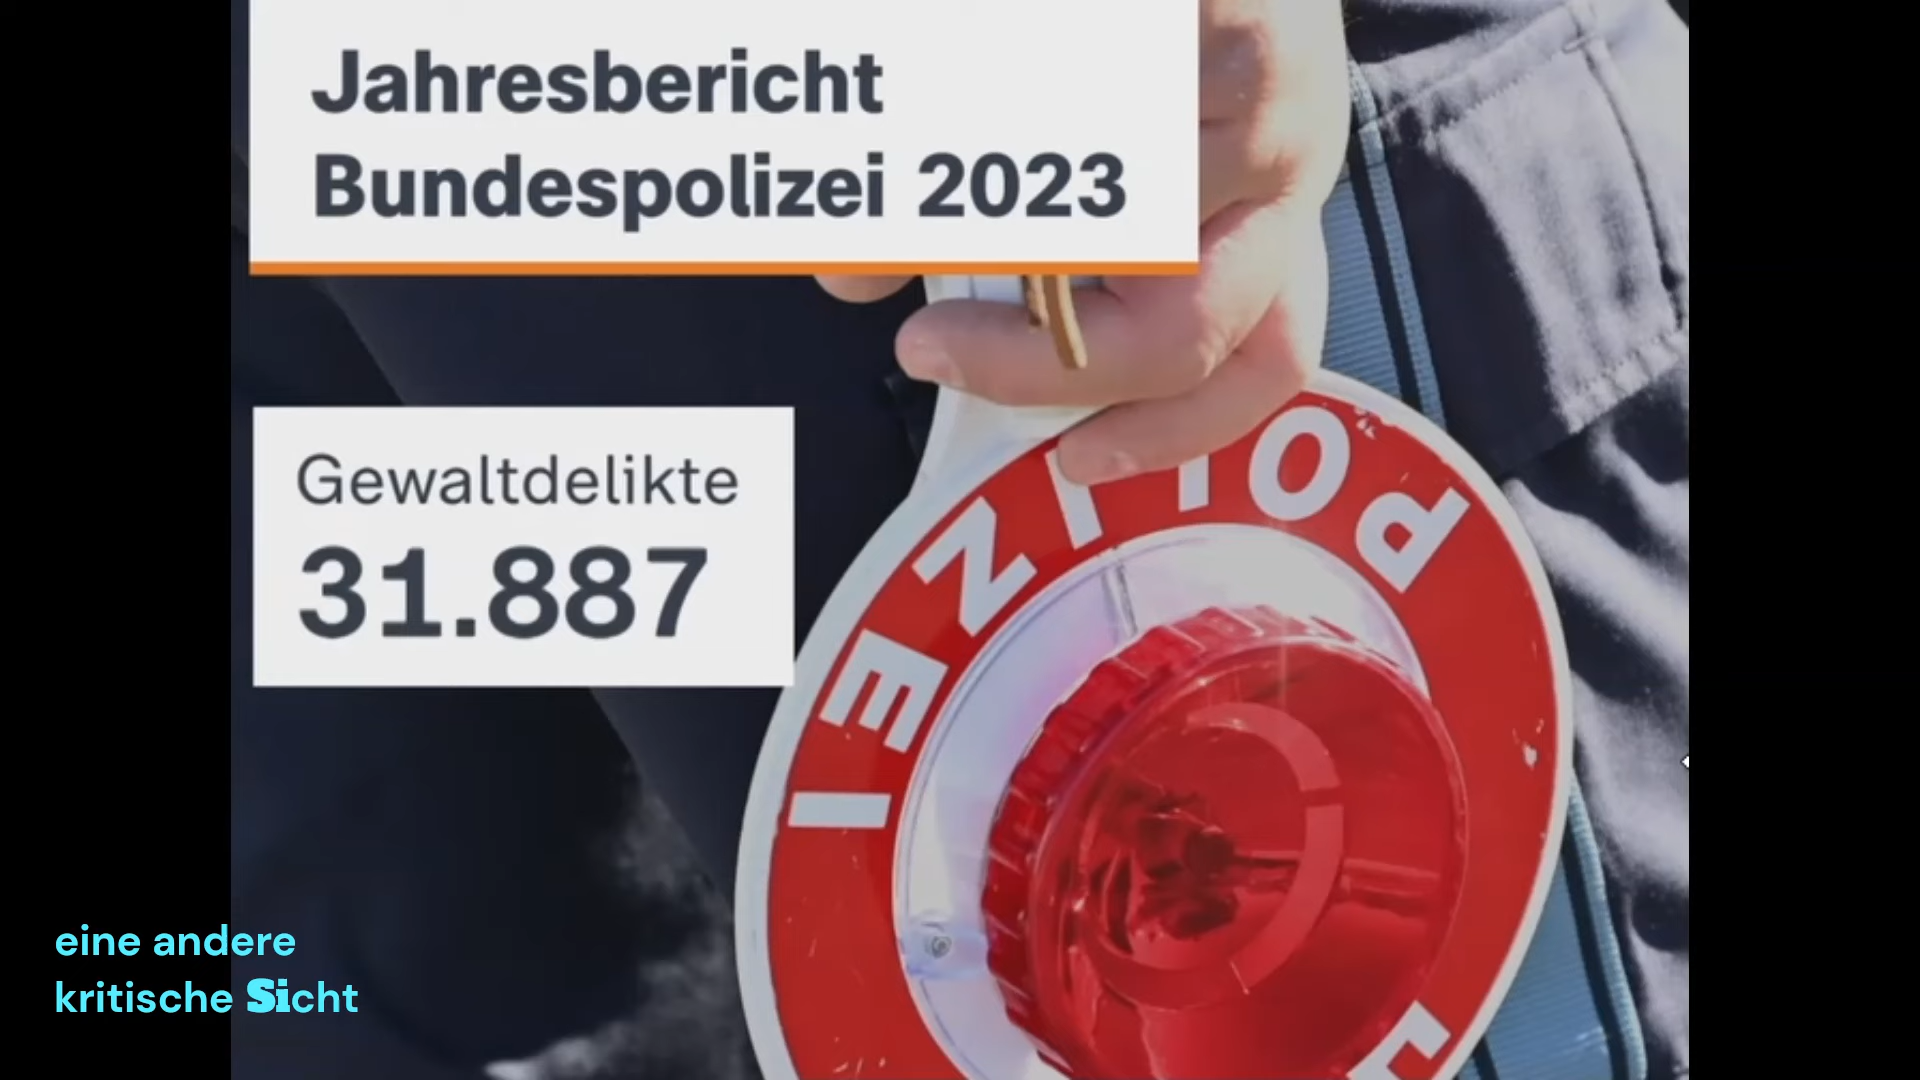 Jahresbericht
Bundespolizei 2023
Gewaltdelikte
31.887
POLIZEI
eine andere
kritische Sicht